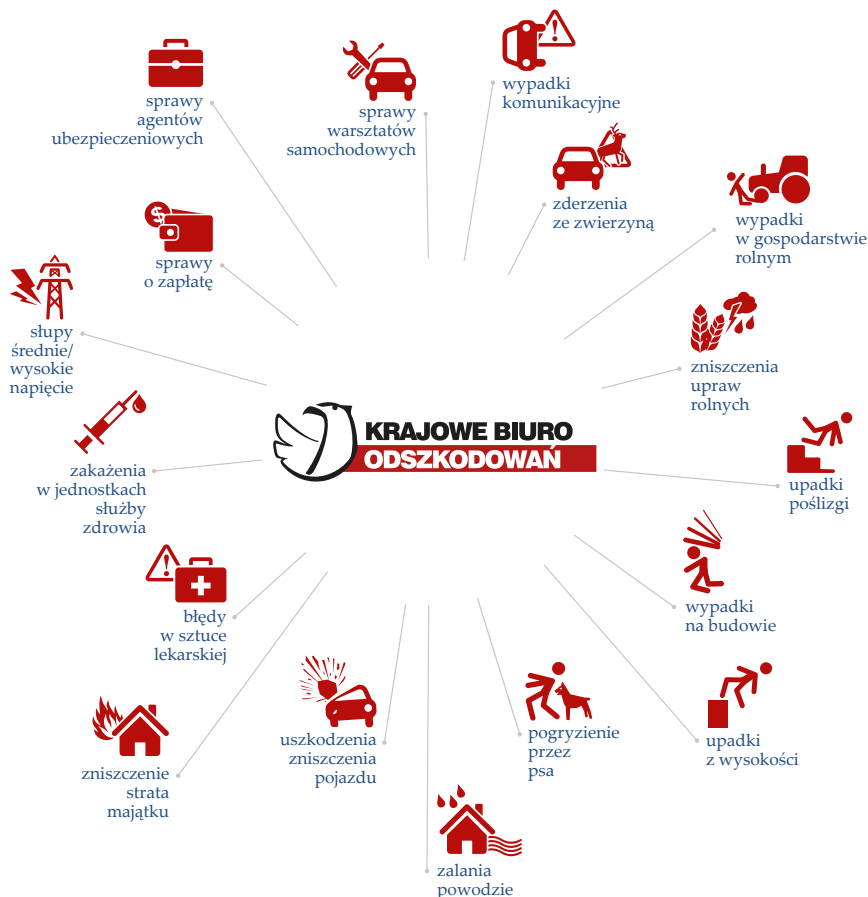 wypadki
komunikacyjne
sprawy
agentów
ubezpieczeniowych
sprawy
warsztatów
samochodowych
zderzenia
ze zwierzyną
wypadki
w gospodarstwie
rolnym
sprawy
o zapłatę
słupy
średnie/
wysokie
napięcie
zniszczenia
upraw
rolnych
KRAJOWE BIURO
ODSZKODOWAŃ
zakażenia
w jednostkach
służby
zdrowia
upadki
poślizgi
błędy
w sztuce
lekarskiej
wypadki
na budowie
uszkodzenia
zniszczenia
pojazdu
pogryzienie
przez
psa
upadki
z wysokości
zniszczenie
strata
majątku
zalania
powodzie